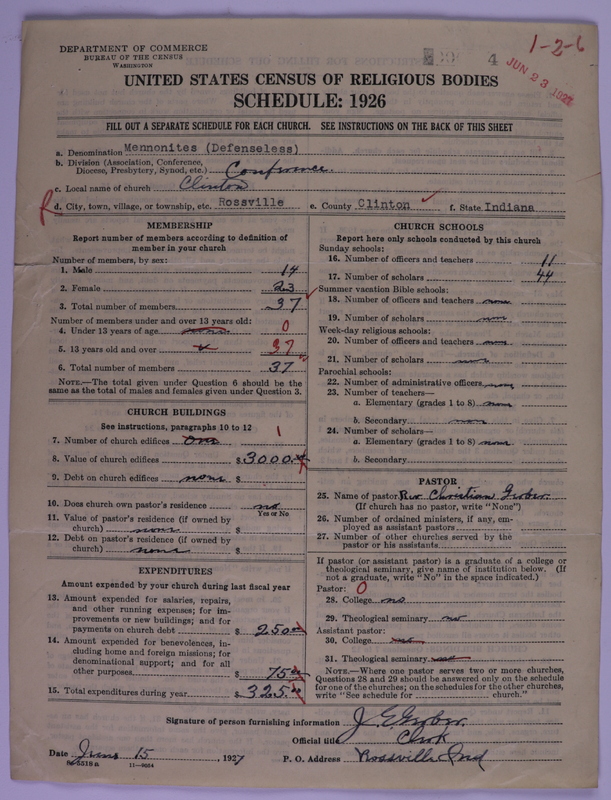 DEPARTMENT OF COMMERCE
BUREAU OF THE CENSUS
WASHINGTON
4
1-2-6
JUN 23 1927
UNITED STATES CENSUS OF RELIGIOUS BODIES
SCHEDULE: 1926
FILL OUT A SEPARATE SCHEDULE FOR EACH CHURCH. SEE INSTRUCTIONS ON THE BACK OF THIS SHEET
a. Denomination Mennonites (Defenseless)
b. Division (Association, Conference,
Diocese, Presbytery, Synod, etc.) Conference.
c. Local name of church Clinton
R d. City, town, village, or township, etc. Rossville e. County Clinton f. State Indiana
MEMBERSHIP
Report number of members according to definition of
member in your church
Number of members, by sex:
1. Male 14
2. Female 23
3. Total number of members 37
Number of members under and over 13 years old:
4. Under 13 years of age none 0
5. 13 years old and over 37
6. Total number of members 37
NOTE.—The total given under Question 6 should be the
same as the total of males and females given under Question 3.
CHURCH BUILDINGS
See instructions, paragraphs 10 to 12
7. Number of church edifices One 1
8. Value of church edifices $ 3000.
9. Debt on church edifices none $
10. Does church own pastor's residence no
Yes or No
11. Value of pastor's residence (if owned by
church) none $
12. Debt on pastor's residence (if owned by
church) none $
EXPENDITURES
Amount expended by your church during last fiscal year
13. Amount expended for salaries, repairs,
and other running expenses; for im-
provements or new buildings; and for
payments on church debt $ 250
14. Amount expended for benevolences, in-
cluding home and foreign missions; for
denominational support; and for all
other purposes $ 75
15. Total expenditures during year $ 325
CHURCH SCHOOLS
Report here only schools conducted by this church
Sunday schools:
16. Number of officers and teachers 11
17. Number of scholars 44
Summer vacation Bible schools:
18. Number of officers and teachers none
19. Number of scholars none
Week-day religious schools:
20. Number of officers and teachers none
21. Number of scholars none
Parochial schools:
22. Number of administrative officers none
23. Number of teachers—
a. Elementary (grades 1 to 8) none
b. Secondary none
24. Number of scholars—
a. Elementary (grades 1 to 8) none
b. Secondary
PASTOR
25. Name of pastor Rev Christian Gerber.
(If church has no pastor, write "None")
26. Number of ordained ministers, if any, em-
ployed as assistant pastors
27. Number of other churches served by the
pastor or his assistants
If pastor (or assistant pastor) is a graduate of a college or
theological seminary, give name of institution below. (If
not a graduate, write "No" in the space indicated.)
Pastor: 0
28. College no
29. Theological seminary not
Assistant pastor:
30. College not
31. Theological seminary not
NOTE.—Where one pastor serves two or more churches,
Questions 28 and 29 should be answered only on the schedule
for one of the churches; on the schedules for the other churches,
write "See schedule for church."
Signature of person furnishing information J. E. Gerber.
Official title Clerk
Date June 15, 1927 P. O. Address Rossville Ind
11—9664